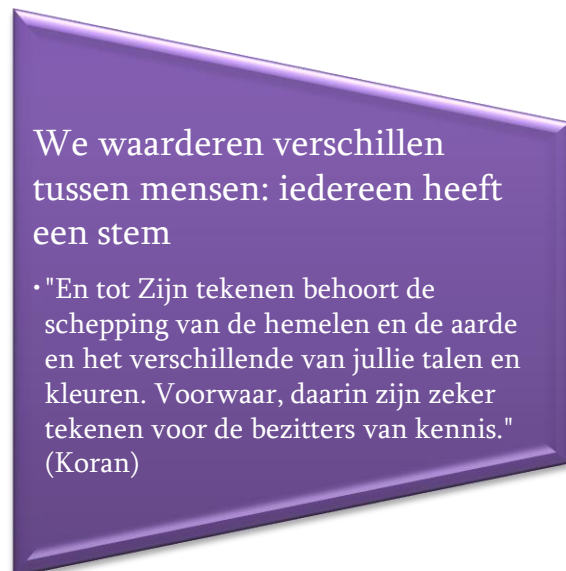 We waarderen verschillen
tussen mensen: iedereen heeft
een stem
• "En tot Zijn tekenen behoort de
schepping van de hemelen en de aarde
en het verschillende van jullie talen en
kleuren. Voorwaar, daarin zijn zeker
tekenen voor de bezitters van kennis."
(Koran)